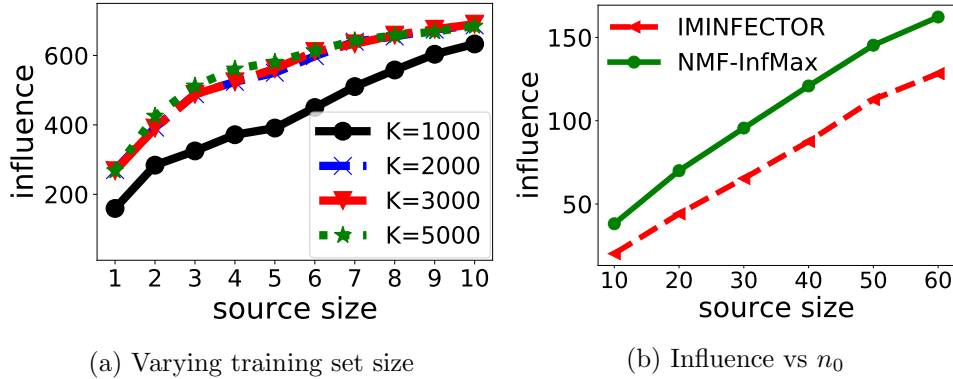 influence
600
400
200
K=1000
K=2000
K=3000
K=5000
1 2 3 4 5 6 7 8 9 10
source size
(a) Varying training set size
influence
150
100
50
IMINFECTOR
NMF-InfMax
10 20 30 40 50 60
source size
(b) Influence vs n₀